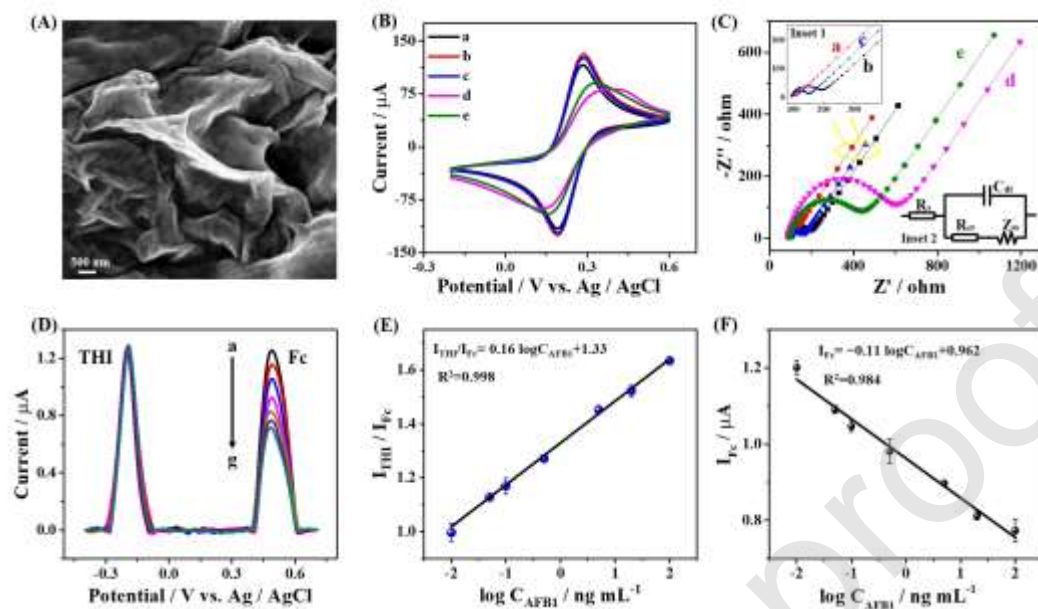 (A)
500 nm
(B)
a
b
c
d
e
Current / μA
150
75
0
-75
-150
-0.3
0.0
0.3
0.6
Potential / V vs. Ag / AgCl
(C)
Inset 1
a
c
b
e
d
-Z'' / ohm
600
400
200
0
0
400
800
1200
Z' / ohm
Inset 2
(D)
THI
a
Fc
g
Current / μA
1.2
0.8
0.4
0.0
-0.3
0.0
0.3
0.6
Potential / V vs. Ag / AgCl
(E)
I_THI/I_Fc= 0.16 logC_AFB1+1.33
R²=0.998
I_THI / I_Fc
1.6
1.4
1.2
1.0
-2
-1
0
1
2
log C_AFB1 / ng mL⁻¹
(F)
I_Fc= −0.11 logC_AFB1+0.962
R²=0.984
I_Fc / μA
1.2
1.0
0.8
-2
-1
0
1
2
log C_AFB1 / ng mL⁻¹
proof